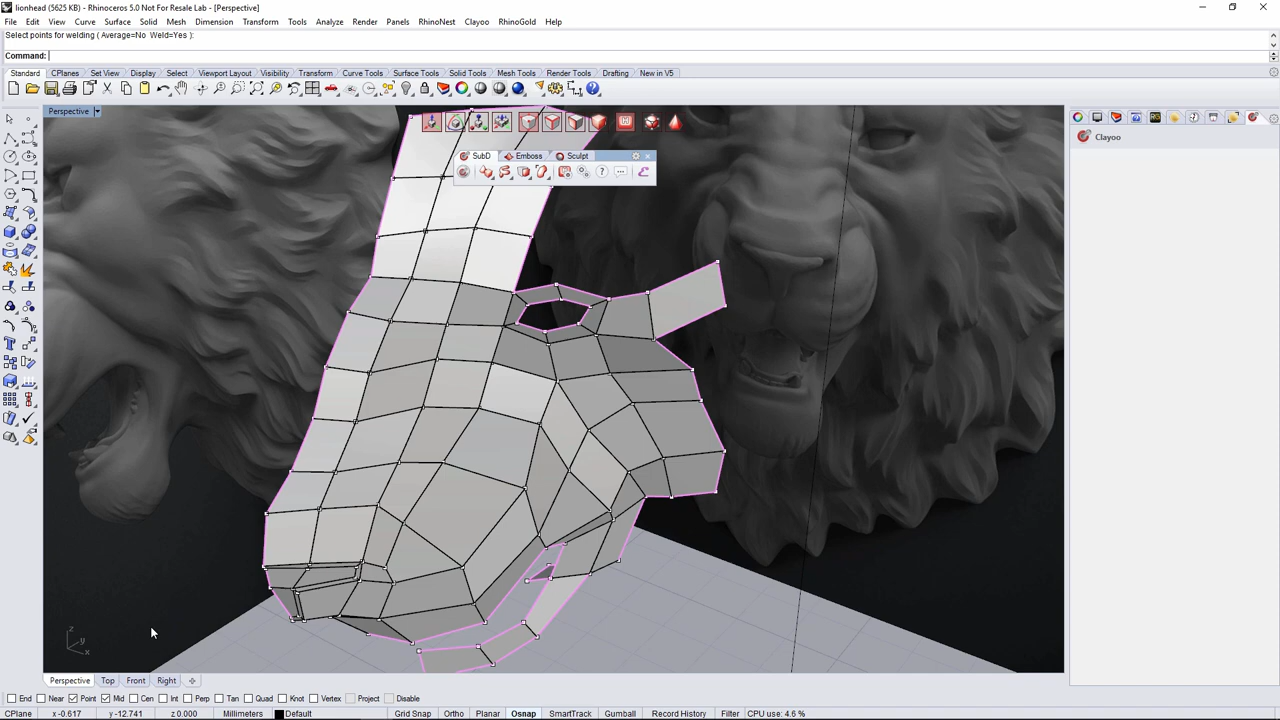 lionhead (5625 KB) - Rhinoceros 5.0 Not For Resale Lab - [Perspective]
File Edit View Curve Surface Solid Mesh Dimension Transform Tools Analyze Render Panels RhinoNest Clayoo RhinoGold Help
Select points for welding ( Average=No Weld=Yes ):
Command:
Standard CPlanes Set View Display Select Viewport Layout Visibility Transform Curve Tools Surface Tools Solid Tools Mesh Tools Render Tools Drafting New in V5
Perspective
Clayoo
SubD Emboss Sculpt
z
y
x
Perspective Top Front Right
End Near Point Mid Cen Int Perp Tan Quad Knot Vertex Project Disable
CPlane x -0.617 y -12.741 z 0.000 Millimeters Default Grid Snap Ortho Planar Osnap SmartTrack Gumball Record History Filter CPU use: 4.6 %